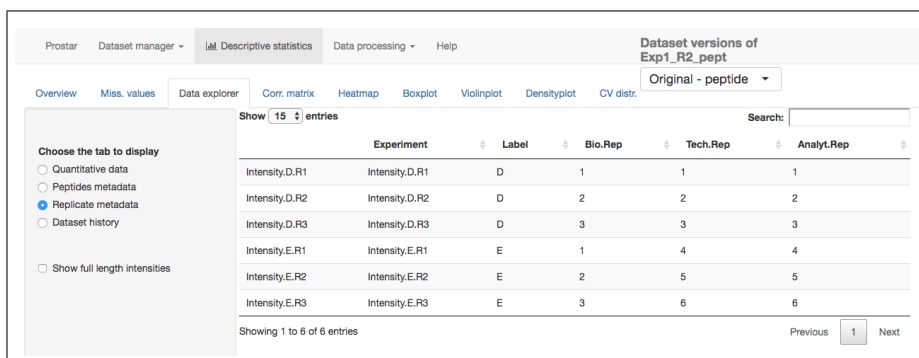 Prostar Dataset manager Descriptive statistics Data processing Help
Dataset versions of
Exp1_R2_pept
Original - peptide
Overview Miss. values Data explorer Corr. matrix Heatmap Boxplot Violinplot Densityplot CV distr.
Show 15 entries Search:
Choose the tab to display
Quantitative data
Peptides metadata
Replicate metadata
Dataset history
Show full length intensities
Experiment Label Bio.Rep Tech.Rep Analyt.Rep
Intensity.D.R1 Intensity.D.R1 D 1 1 1
Intensity.D.R2 Intensity.D.R2 D 2 2 2
Intensity.D.R3 Intensity.D.R3 D 3 3 3
Intensity.E.R1 Intensity.E.R1 E 1 4 4
Intensity.E.R2 Intensity.E.R2 E 2 5 5
Intensity.E.R3 Intensity.E.R3 E 3 6 6
Showing 1 to 6 of 6 entries Previous 1 Next